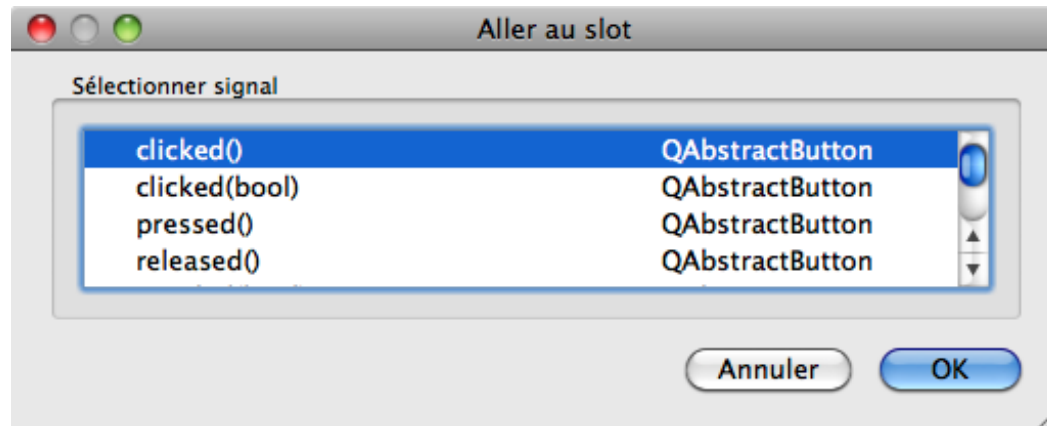 Aller au slot
Sélectionner signal
clicked() QAbstractButton
clicked(bool) QAbstractButton
pressed() QAbstractButton
released() QAbstractButton
Annuler OK